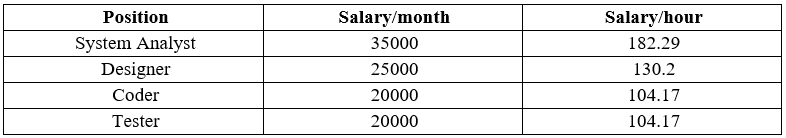 Position Salary/month Salary/hour
System Analyst 35000 182.29
Designer 25000 130.2
Coder 20000 104.17
Tester 20000 104.17